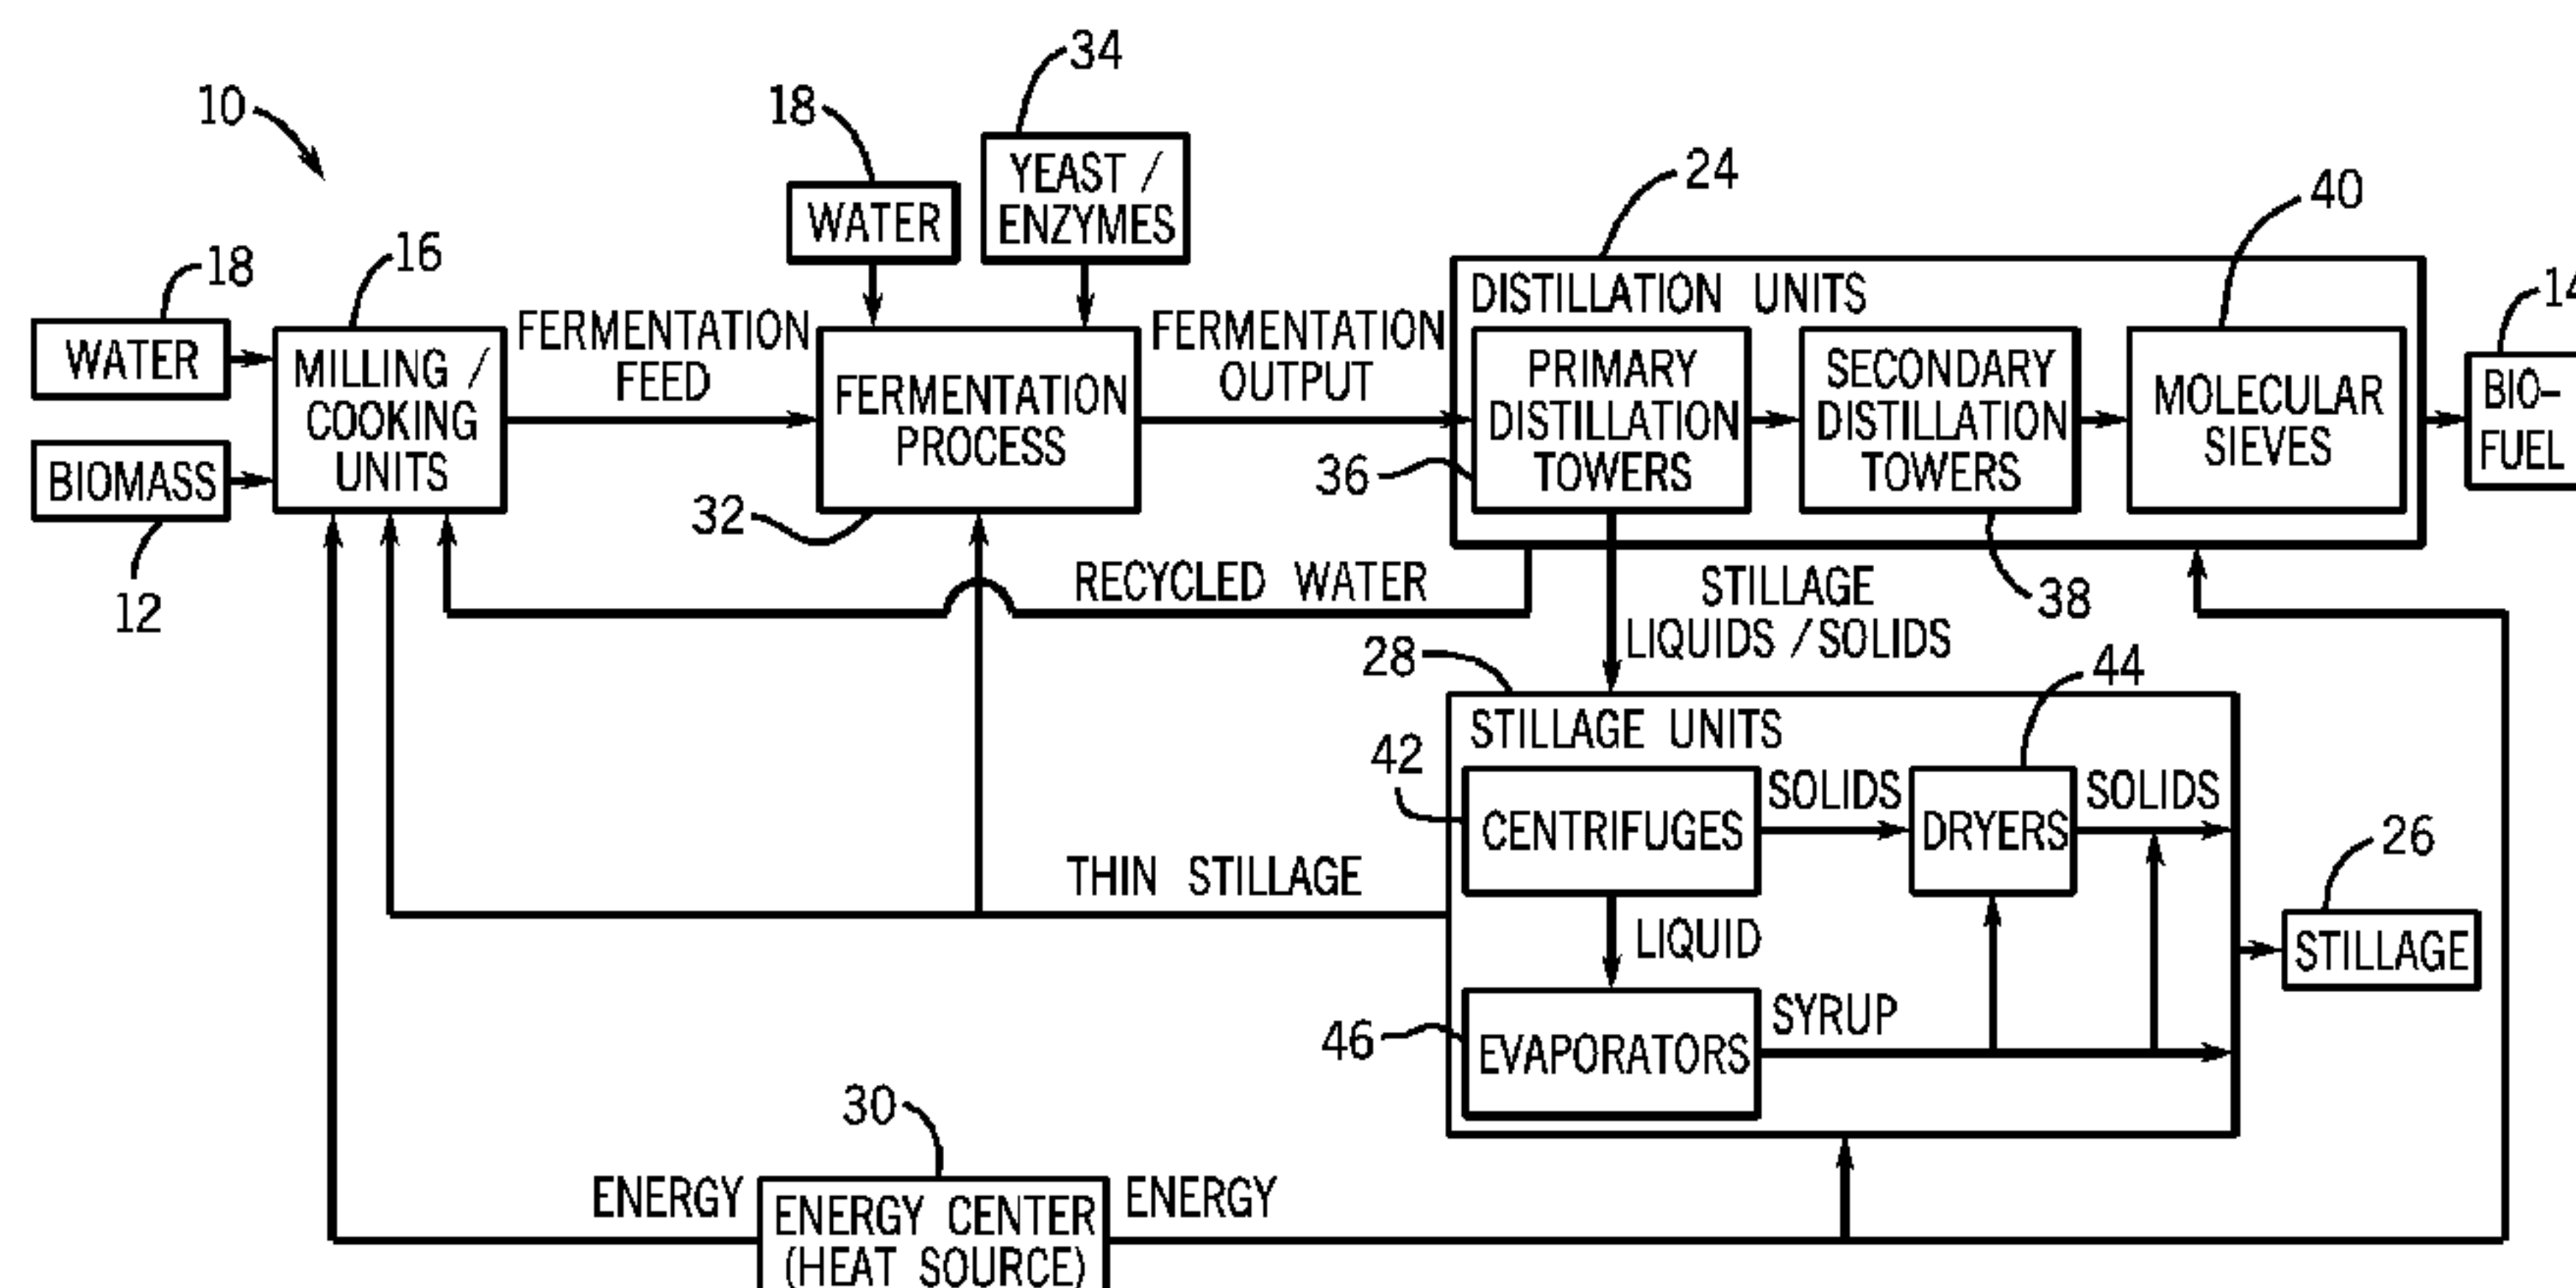 34
10
18
YEAST /
ENZYMES
WATER
24
40
18
16
WATER
BIOMASS
12
MILLING /
COOKING
UNITS
FERMENTATION
FEED
FERMENTATION
PROCESS
32
FERMENTATION
OUTPUT
DISTILLATION UNITS
PRIMARY
DISTILLATION
TOWERS
36
SECONDARY
DISTILLATION
TOWERS
38
MOLECULAR
SIEVES
14
BIO-
FUEL
RECYCLED WATER
STILLAGE
LIQUIDS / SOLIDS
28
44
STILLAGE UNITS
42
CENTRIFUGES
SOLIDS
DRYERS
SOLIDS
THIN STILLAGE
LIQUID
26
STILLAGE
46
EVAPORATORS
SYRUP
30
ENERGY
ENERGY CENTER
(HEAT SOURCE)
ENERGY